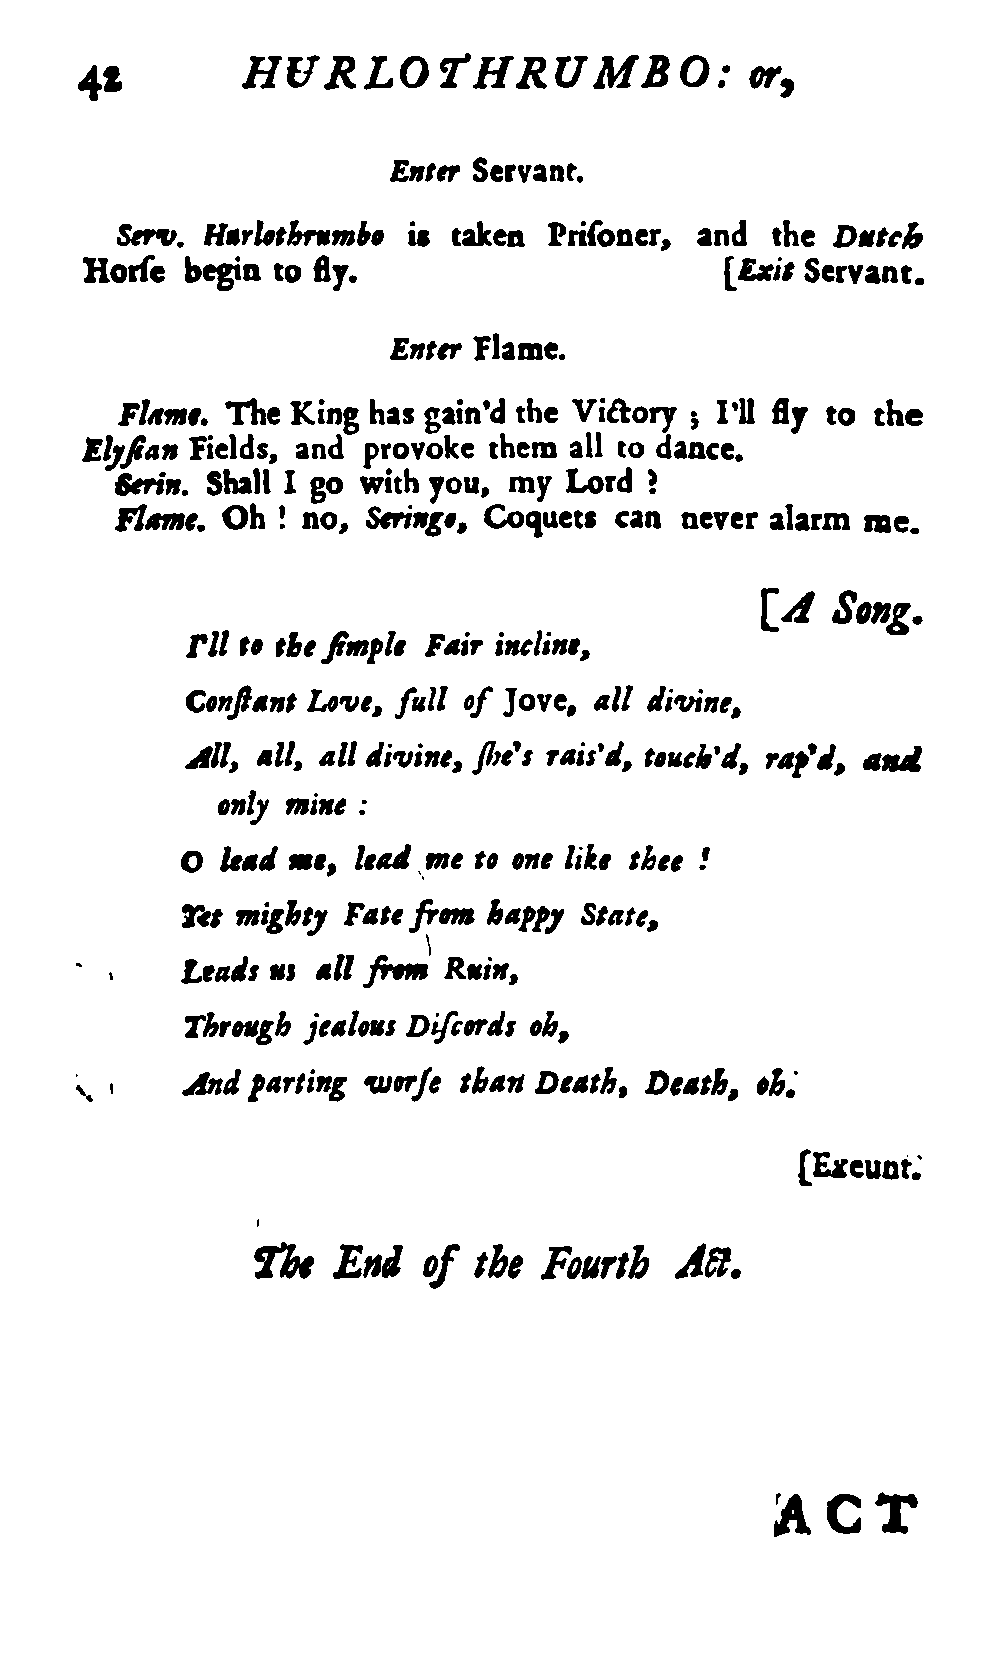 42 HURLOTHRUMBO: or,
Enter Servant.
Serv. Hurlothrumbo is taken Priſoner, and the Dutch
Horſe begin to fly. [Exit Servant.
Enter Flame.
Flame. The King has gain'd the Victory ; I'll fly to the
Elyſian Fields, and provoke them all to dance.
Serin. Shall I go with you, my Lord ?
Flame. Oh ! no, Seringo, Coquets can never alarm me.
[A Song.
I'll to the ſimple Fair incline,
Conſtant Love, full of Jove, all divine,
All, all, all divine, ſhe's rais'd, touch'd, rap'd, and
only mine :
O lead me, lead me to one like thee !
Yet mighty Fate from happy State,
Leads us all from Ruin,
Through jealous Diſcords oh,
And parting worſe than Death, Death, oh.
[Exeunt.
The End of the Fourth Act.
ACT